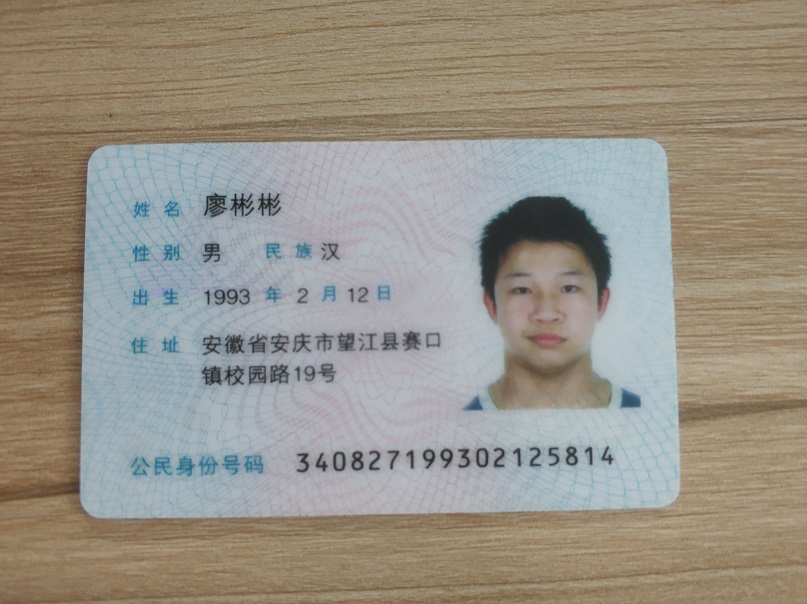 姓名 廖彬彬
性别 男 民族 汉
出生 1993 年 2 月 12 日
住址 安徽省安庆市望江县赛口
镇校园路19号
公民身份号码 340827199302125814